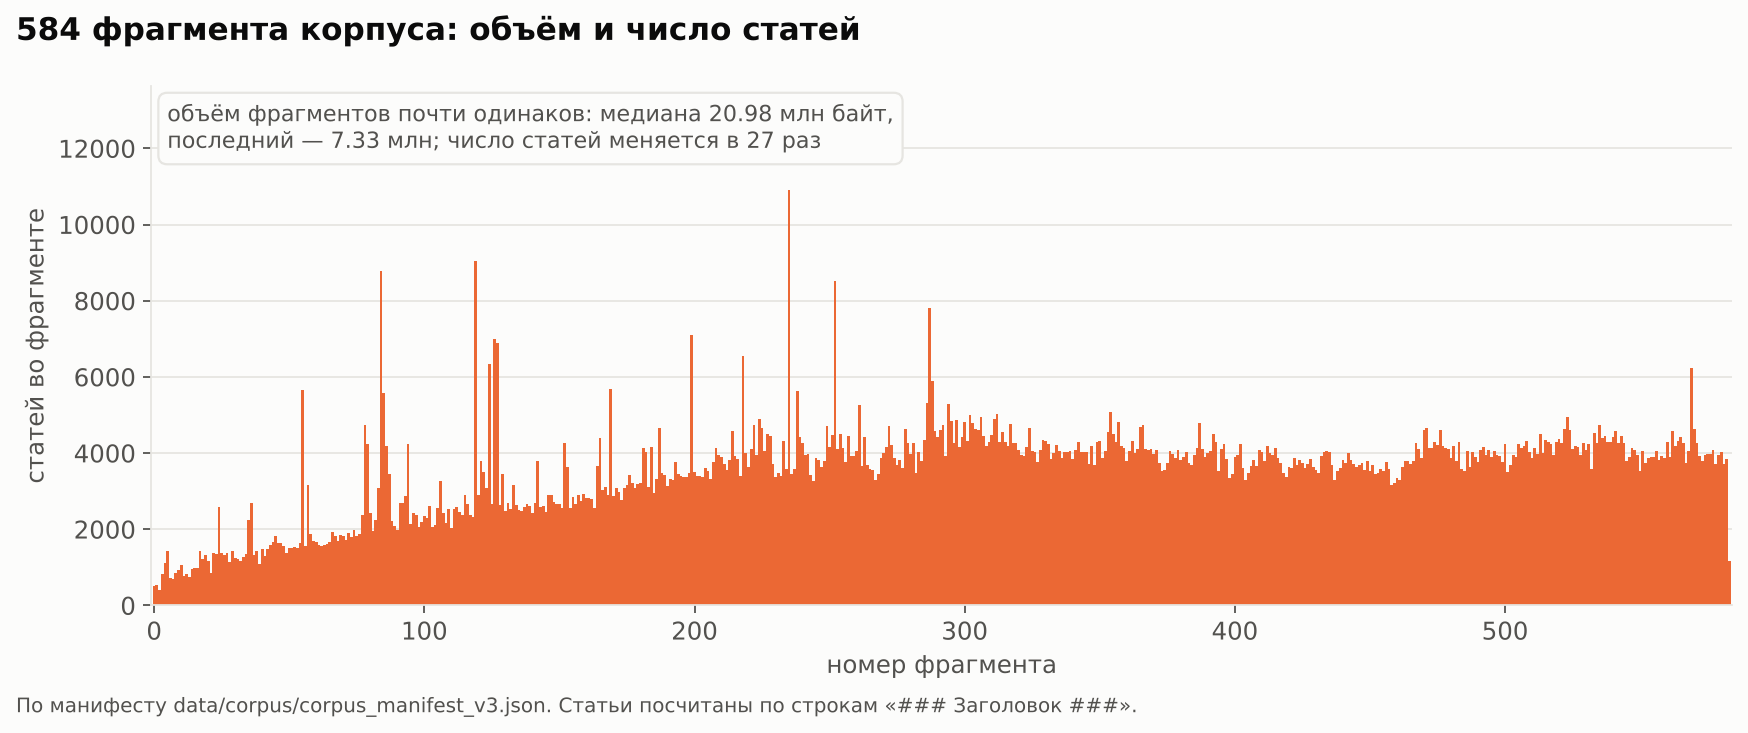 584 фрагмента корпуса: объём и число статей
объём фрагментов почти одинаков: медиана 20.98 млн байт,
последний — 7.33 млн; число статей меняется в 27 раз
статей во фрагменте
12000
10000
8000
6000
4000
2000
0
0 100 200 300 400 500
номер фрагмента
По манифесту data/corpus/corpus_manifest_v3.json. Статьи посчитаны по строкам «### Заголовок ###».